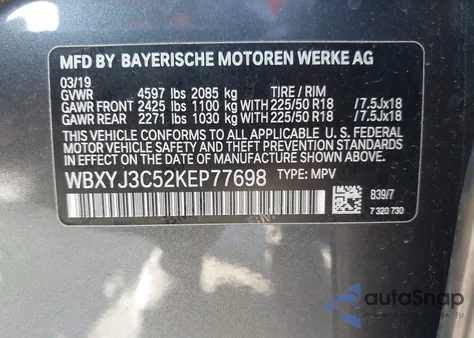 MFD BY BAYERISCHE MOTOREN WERKE AG
03/19
GVWR 4597 lbs 2085 kg TIRE / RIM
GAWR FRONT 2425 lbs 1100 kg WITH 225/50 R18 /7.5Jx18
GAWR REAR 2271 lbs 1030 kg WITH 225/50 R18 /7.5Jx18
THIS VEHICLE CONFORMS TO ALL APPLICABLE U. S. FEDERAL
MOTOR VEHICLE SAFETY AND THEFT PREVENTION STANDARDS
IN EFFECT ON THE DATE OF MANUFACTURE SHOWN ABOVE.
WBXYJ3C52KEP77698 TYPE: MPV
B39/7
7 320 730
autoSnap